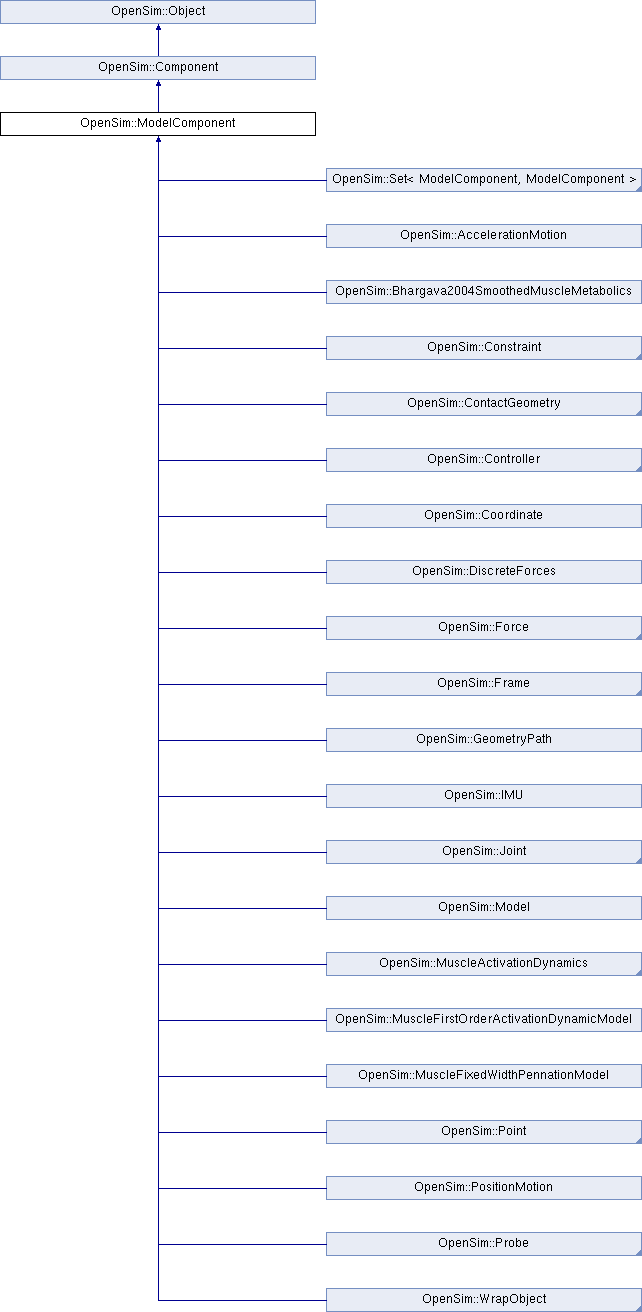 OpenSim::Object
OpenSim::Component
OpenSim::ModelComponent
OpenSim::Set< ModelComponent, ModelComponent >
OpenSim::AccelerationMotion
OpenSim::Bhargava2004SmoothedMuscleMetabolics
OpenSim::Constraint
OpenSim::ContactGeometry
OpenSim::Controller
OpenSim::Coordinate
OpenSim::DiscreteForces
OpenSim::Force
OpenSim::Frame
OpenSim::GeometryPath
OpenSim::IMU
OpenSim::Joint
OpenSim::Model
OpenSim::MuscleActivationDynamics
OpenSim::MuscleFirstOrderActivationDynamicModel
OpenSim::MuscleFixedWidthPennationModel
OpenSim::Point
OpenSim::PositionMotion
OpenSim::Probe
OpenSim::WrapObject